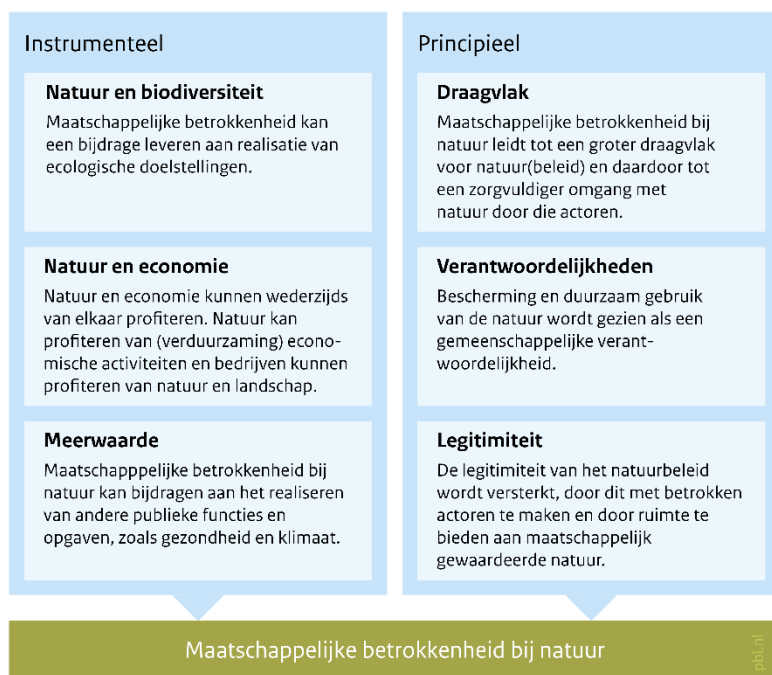 Instrumenteel
Natuur en biodiversiteit
Maatschappelijke betrokkenheid kan
een bijdrage leveren aan realisatie van
ecologische doelstellingen.
Natuur en economie
Natuur en economie kunnen wederzijds
van elkaar profiteren. Natuur kan
profiteren van (verduurzaming) econo-
mische activiteiten en bedrijven kunnen
profiteren van natuur en landschap.
Meerwaarde
Maatschapppelijke betrokkenheid bij
natuur kan bijdragen aan het realiseren
van andere publieke functies en
opgaven, zoals gezondheid en klimaat.
Principieel
Draagvlak
Maatschappelijke betrokkenheid bij
natuur leidt tot een groter draagvlak
voor natuur(beleid) en daardoor tot
een zorgvuldiger omgang met
natuur door die actoren.
Verantwoordelijkheden
Bescherming en duurzaam gebruik
van de natuur wordt gezien als een
gemeenschappelijke verant-
woordelijkheid.
Legitimiteit
De legitimiteit van het natuurbeleid
wordt versterkt, door dit met betrokken
actoren te maken en door ruimte te
bieden aan maatschappelijk
gewaardeerde natuur.
Maatschappelijke betrokkenheid bij natuur
pbl.nl